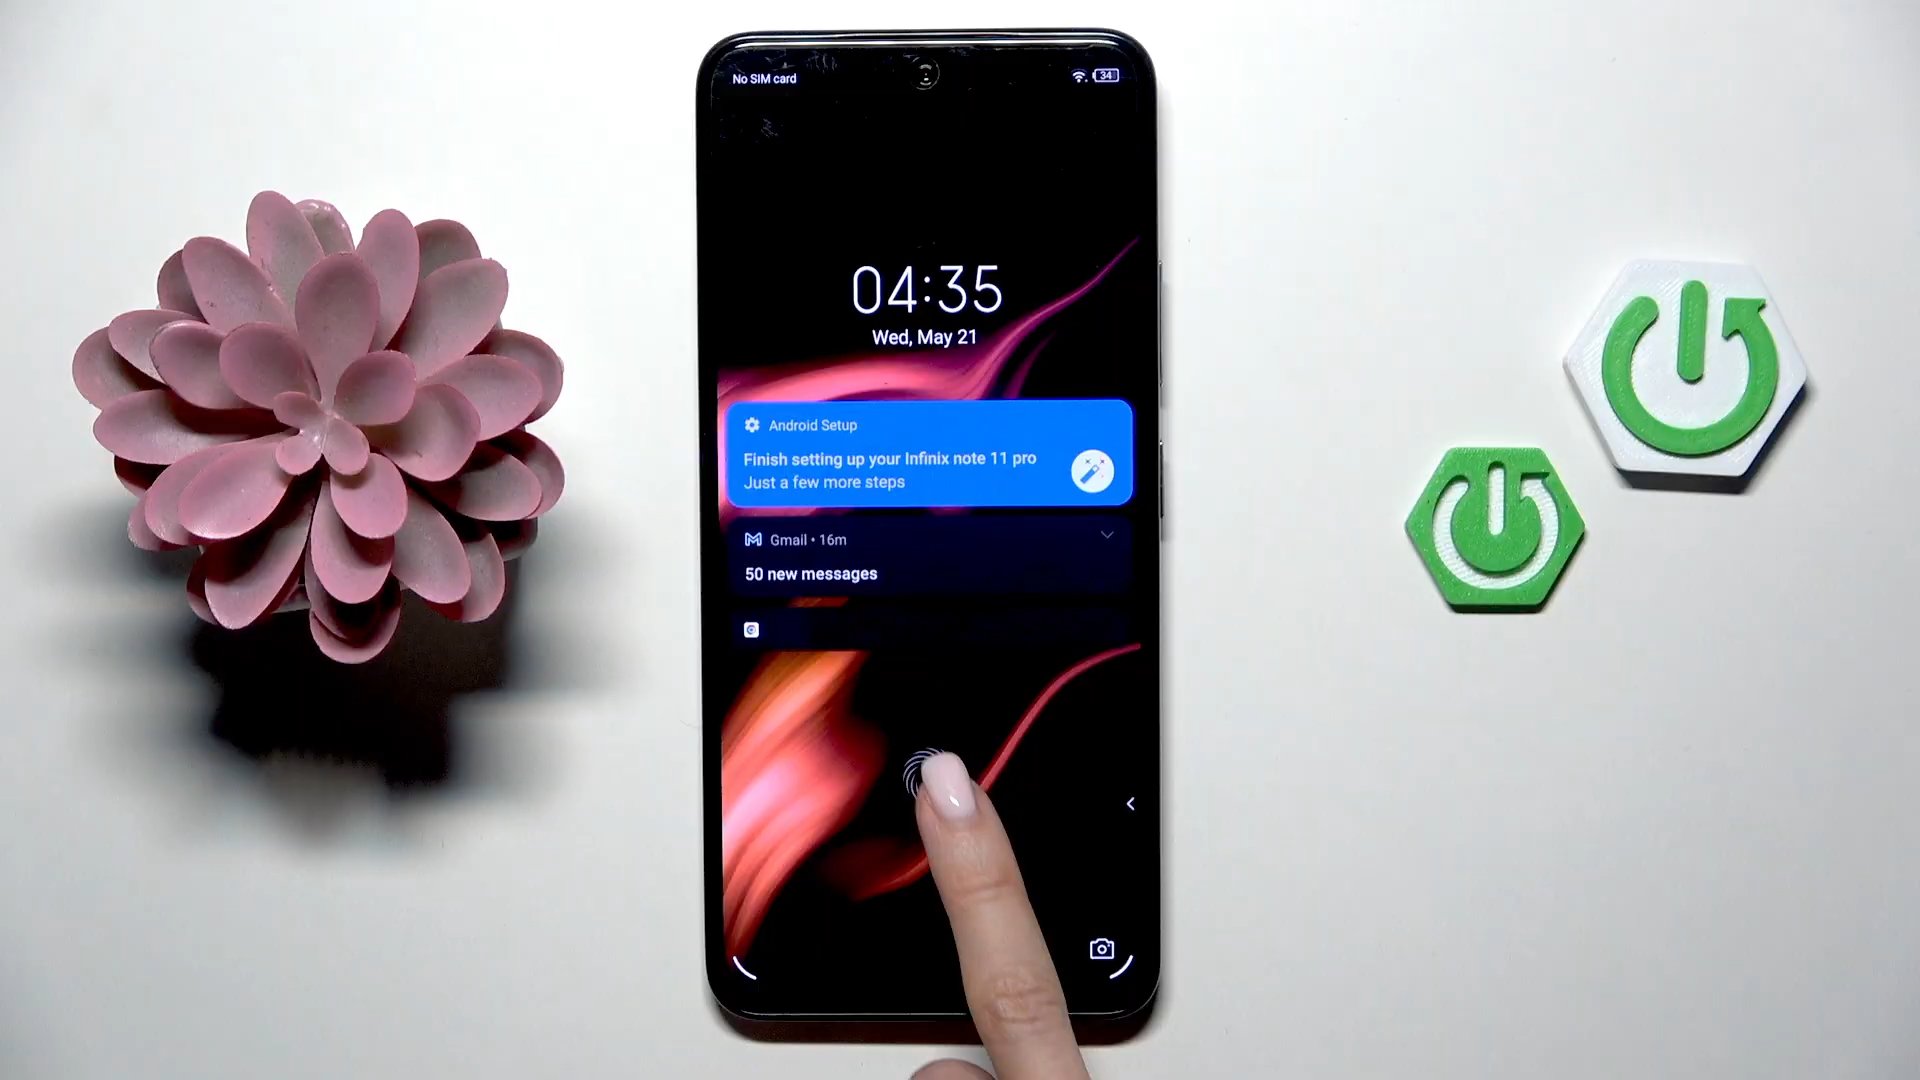 No SIM card
34
04:35
Wed, May 21
Android Setup
Finish setting up your Infinix note 11 pro
Just a few more steps
Gmail • 16m
50 new messages